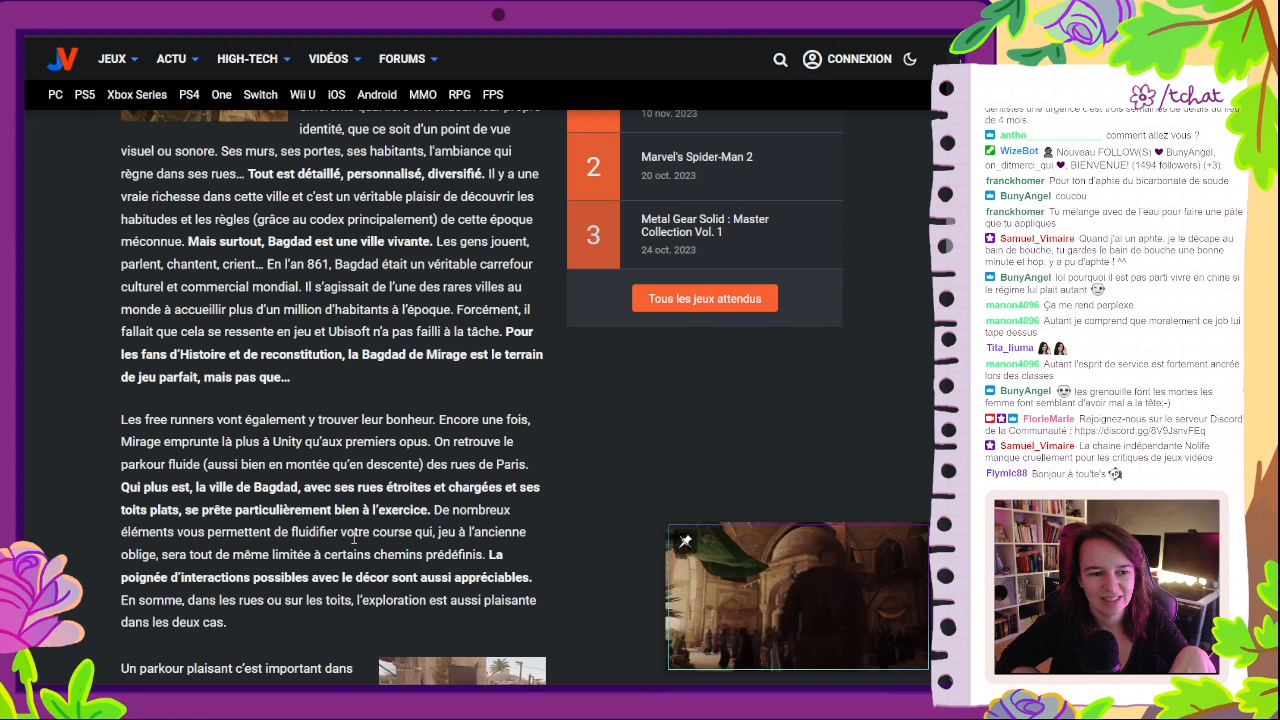 JV
JEUX
ACTU
HIGH-TECH
VIDÉOS
FORUMS
CONNEXION
PC PS5 Xbox Series PS4 One Switch Wii U iOS Android MMO RPG FPS
identité, que ce soit d'un point de vue
visuel ou sonore. Ses murs, ses toits, ses habitants, l'ambiance qui
règne dans ses rues… Tout est détaillé, travaillé, diversifié. Il y a une
vraie richesse dans cette ville et un véritable plaisir de découvrir les
habitudes et les règles (grâce au codex principalement) de cette époque
méconnue. Mais surtout, Bagdad est une ville vivante. Les gens jouent,
parlent, chantent, crient… En fait, Bagdad était un véritable carrefour
culturel et commercial mondial. Il s'agissait de l'une des rares villes au
monde à accueillir plus d'un million d'habitants à l'époque. Forcément, il
fallait que cela se ressente en jeu. Ubisoft n'a pas failli à la tâche. Pour
les fans d'Histoire et de reconstitution, la Bagdad de Mirage est le terrain
de jeu parfait, mais pas que…
Les free runners vont également trouver leur bonheur. Encore une fois,
Mirage emprunte là plus à Unity qu'aux premiers opus. On retrouve le
parkour fluide (aussi bien en montée qu'en descente) des rues de Paris.
Qui plus est, la ville de Bagdad, avec ses rues étroites et chargées et ses
toits plats, se prête particulièrement bien à l'exercice. De nombreux
éléments vous permettent de fluidifier votre course qui, jeu à l'ancienne
oblige, sera tout de même limitée à certains chemins prédéfinis. La
poignée d'interactions possibles avec le décor sont aussi appréciables.
En somme, dans les rues ou sur les toits, l'exploration est aussi plaisante
dans les deux cas.
Un parkour plaisant c'est important dans
10 nov. 2023
2
Marvel's Spider-Man 2
20 oct. 2023
3
Metal Gear Solid : Master
Collection Vol. 1
24 oct. 2023
Tous les jeux attendus
/tchat
dentistes une urgence c'est trois semaines de délais au lieu
de 4 mois.
antho__________________ comment allez vous ?
WizeBot Nouveau FOLLOW(S) BunyAngel,
on_ditmerci_qui , BIENVENUE! (1494 followers) (+3).
franckhomer Pour ton d'aphte du bicarbonate de soude
BunyAngel coucou
franckhomer Tu mélange avec de l'eau pour faire une pâte
que tu appliques
Samuel_Vimaire Quand j'ai un aphte, je le décape au
bain de bouche, tu gardes le bain de bouche une bonne
minute et hop, y a pu d'aphte ! ^^
BunyAngel lol pourquoi il est pas parti vivre en chine si
le régime lui plait autant
manon4096 Ça me rend perplexe
manon4096 Autant je comprend que moralement ce job lui
tape dessus
Tita_liuma
manon4096 Autant l'esprit de service est fortement ancrée
lors des classes
BunyAngel les grenouille font les mortes les
femme font semblant d'avoir mal a la tête;-)
FlorieMarie Rejoignez-nous sur le serveur Discord
de la Communauté : https://discord.gg/8V9JsnvFEq
Samuel_Vimaire La chaine indépendante Nolife
manque cruellement pour les critiques de jeux vidéos
Flymic88 Bonjour à tou'te's